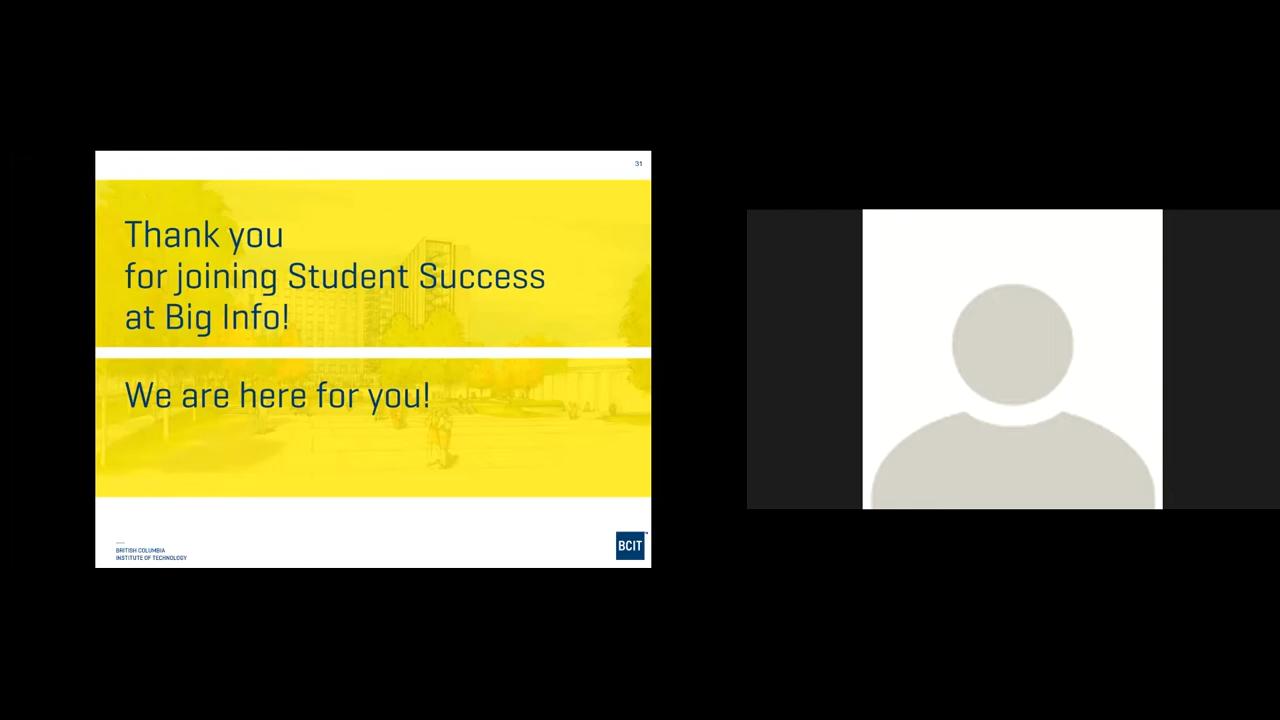 31
Thank you
for joining Student Success
at Big Info!
We are here for you!
BRITISH COLUMBIA
INSTITUTE OF TECHNOLOGY
BCIT